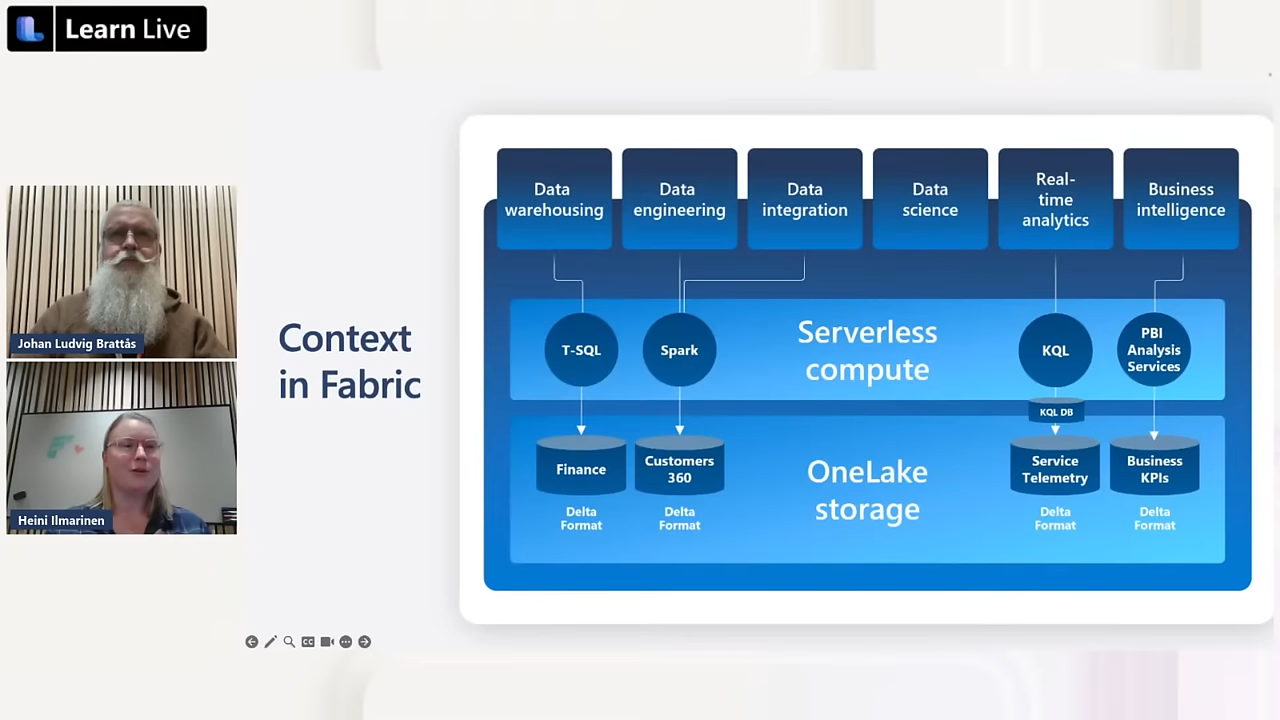 Learn Live
Johan Ludvig Brattås
Heini Ilmarinen
Context
in Fabric
Data
warehousing
Data
engineering
Data
integration
Data
science
Real-
time
analytics
Business
intelligence
T-SQL
Spark
Serverless
compute
KQL
PBI
Analysis
Services
KQL DB
Finance
Customers
360
OneLake
storage
Service
Telemetry
Business
KPIs
Delta
Format
Delta
Format
Delta
Format
Delta
Format
CC